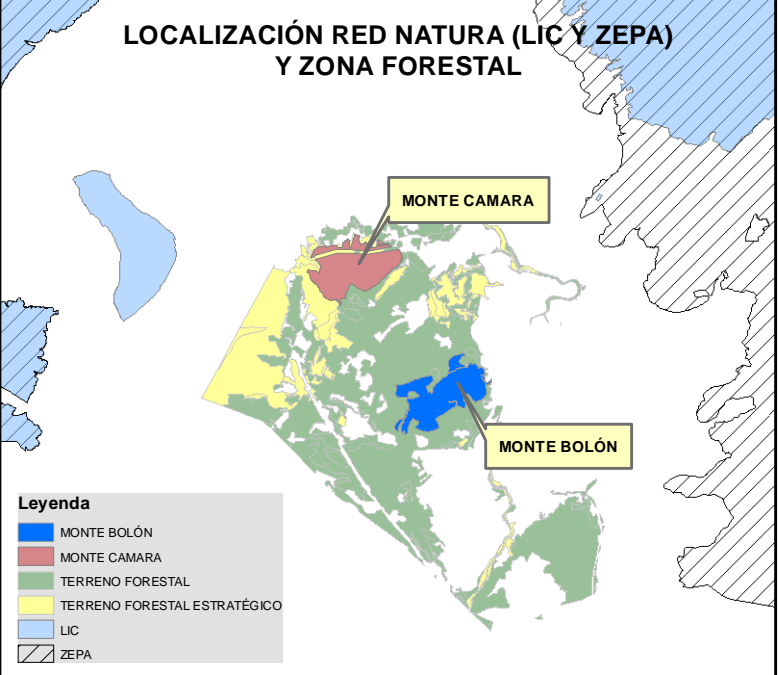 LOCALIZACIÓN RED NATURA (LIC Y ZEPA)
Y ZONA FORESTAL
MONTE CAMARA
MONTE BOLÓN
Leyenda
MONTE BOLÓN
MONTE CAMARA
TERRENO FORESTAL
TERRENO FORESTAL ESTRATÉGICO
LIC
ZEPA